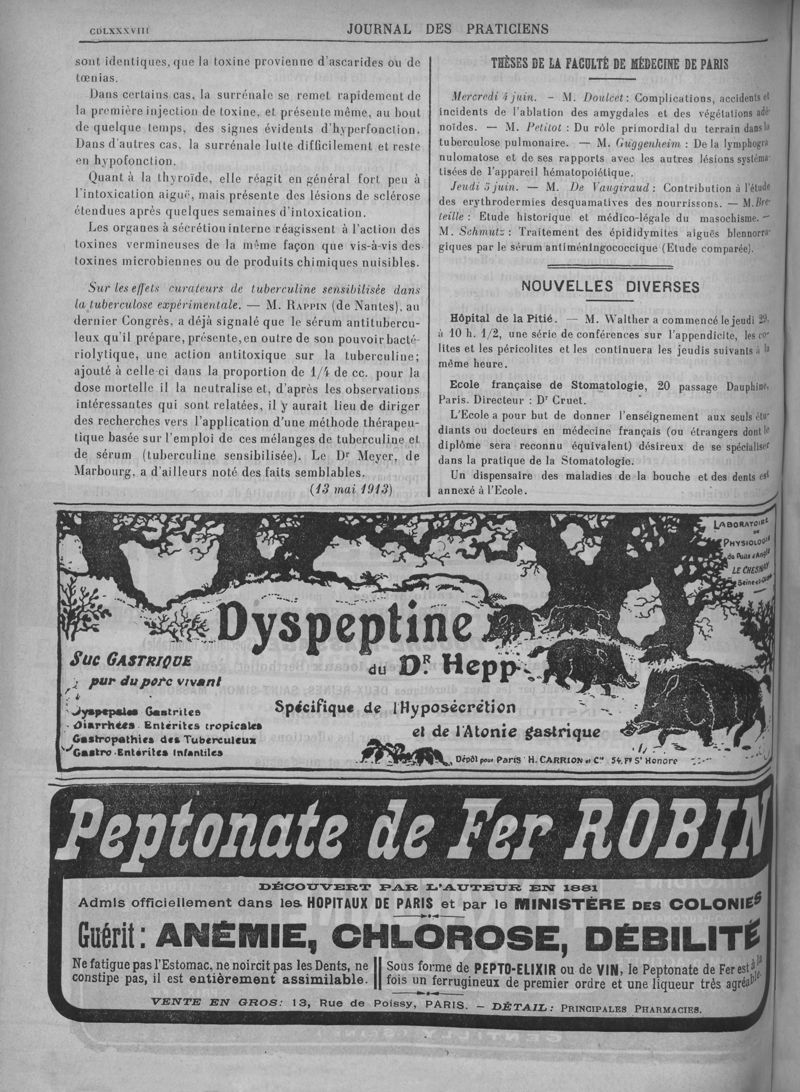 CDLXXXVIII
JOURNAL DES PRATICIENS
sont identiques, que la toxine provienne d'ascarides ou de
tœnias.
Dans certains cas, la surrénale se remet rapidement de
la première injection de toxine, et présente même, au bout
de quelque temps, des signes évidents d'hyperfonction.
Dans d'autres cas, la surrénale lutte difficilement et reste
en hypofonction.
Quant à la thyroïde, elle réagit en général fort peu à
l'intoxication aiguë, mais présente des lésions de sclérose
étendues après quelques semaines d'intoxication.
Les organes à sécrétion interne réagissent à l'action des
toxines vermineuses de la même façon que vis-à-vis des
toxines microbiennes ou de produits chimiques nuisibles.
Sur les effets curateurs de tuberculine sensibilisée dans
la tuberculose expérimentale. — M. RAPPIN (de Nantes), au
dernier Congrès, a déjà signalé que le sérum antitubercu-
leux qu'il prépare, présente, en outre de son pouvoir bacté-
riolytique, une action antitoxique sur la tuberculine;
ajouté à celle-ci dans la proportion de 1/4 de cc. pour la
dose mortelle il la neutralise et, d'après les observations
intéressantes qui sont relatées, il y aurait lieu de diriger
des recherches vers l'application d'une méthode thérapeu-
tique basée sur l'emploi de ces mélanges de tuberculine et
de sérum (tuberculine sensibilisée). Le Dr Meyer, de
Marbourg, a d'ailleurs noté des faits semblables.
(13 mai 1913)
THÈSES DE LA FACULTÉ DE MÉDECINE DE PARIS
Mercredi 4 juin. – M. Doulcet : Complications, accidents et
incidents de l'ablation des amygdales et des végétations adé-
noïdes. — M. Petitot : Du rôle primordial du terrain dans la
tuberculose pulmonaire. — M. Guggenheim : De la lymphogra
nulomatose et de ses rapports avec les autres lésions systéma-
tisées de l'appareil hématopoiétique.
Jeudi 5 juin. — M. De Vaugiraud : Contribution à l'étude
des erythrodermies desquamatives des nourrissons. — M. Bre-
teille : Etude historique et médico-légale du masochisme. —
M. Schmutz : Traitement des épididymites aiguës blennorra-
giques par le sérum antiméningococcique (Etude comparée).
NOUVELLES DIVERSES
Hôpital de la Pitié. — M. Walther a commencé le jeudi 29,
à 10 h. 1/2, une série de conférences sur l'appendicite, les co-
lites et les péricolites et les continuera les jeudis suivants à la
même heure.
Ecole française de Stomatologie, 20 passage Dauphine,
Paris. Directeur : Dr Cruet.
L'Ecole a pour but de donner l'enseignement aux seuls étu-
diants ou docteurs en médecine français (ou étrangers dont le
diplôme sera reconnu équivalent) désireux de se spécialiser
dans la pratique de la Stomatologie.
Un dispensaire des maladies de la bouche et des dents est
annexé à l'Ecole.
LABORATOIRE
DE
PHYSIOLOGIE
du Puits d'Angle
LE CHESNAY
Seine et Oise
Dyspeptine
du DR Hepp
SUC GASTRIQUE
pur du porc vivant
Dyspepsies Gastrites
Diarrhées. Entérites tropicales
Gastropathies des Tuberculeux
Gastro-Entérites Infantiles
Spécifique de l'Hyposécrétion
et de l'Atonie gastrique
Dépôt pour Paris H. CARRION et Cie 54, Fg St Honoré
Peptonate de Fer ROBIN
DÉCOUVERT PAR L'AUTEUR EN 1881
Admis officiellement dans les HOPITAUX DE PARIS et par le MINISTÈRE DES COLONIES
Guérit : ANÉMIE, CHLOROSE, DÉBILITÉ
Ne fatigue pas l'Estomac, ne noircit pas les Dents, ne
constipe pas, il est entièrement assimilable.
Sous forme de PEPTO-ELIXIR ou de VIN, le Peptonate de Fer est à la
fois un ferrugineux de premier ordre et une liqueur très agréable.
VENTE EN GROS: 13, Rue de Poissy, PARIS. — DÉTAIL: PRINCIPALES PHARMACIES.